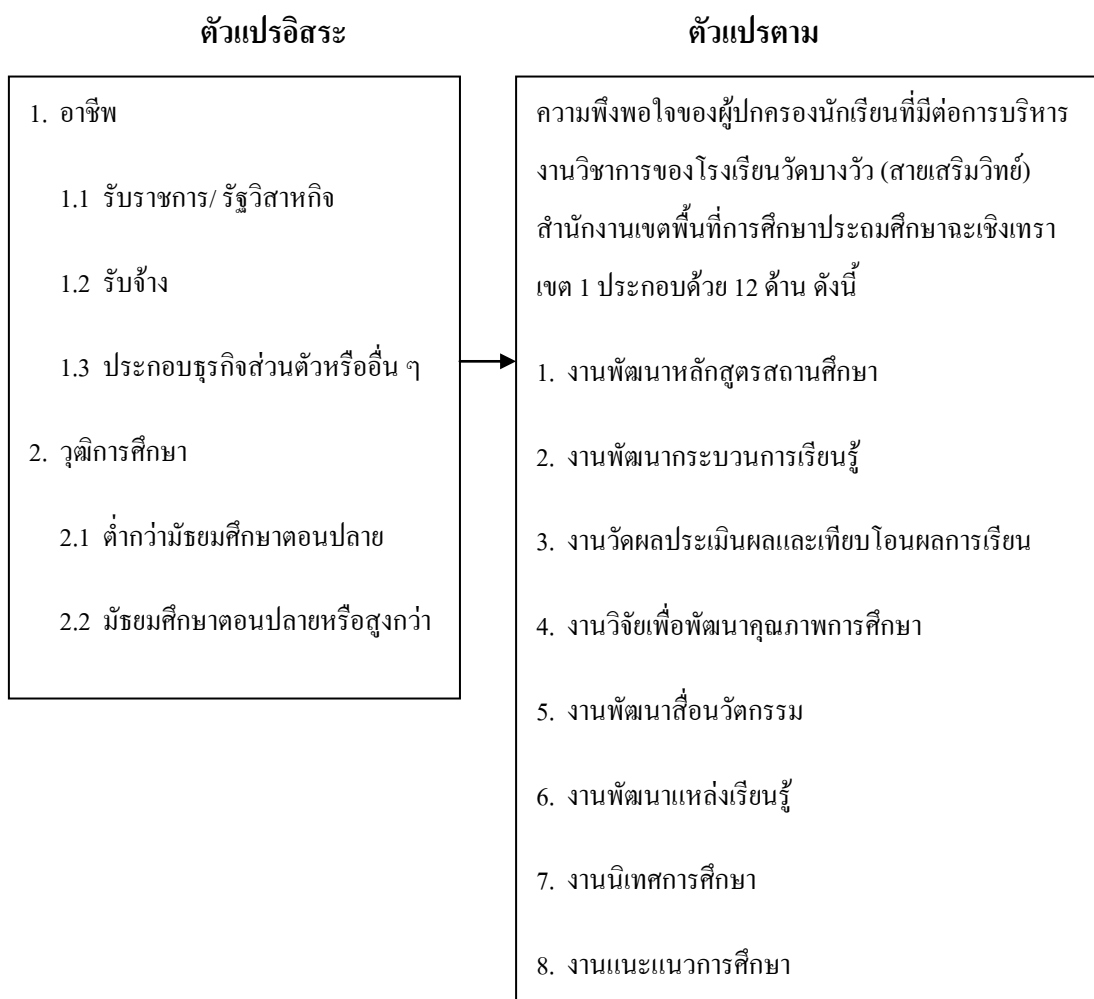 ตัวแปรอิสระ
ตัวแปรตาม
1. อาชีพ
1.1 รับราชการ/ รัฐวิสาหกิจ
1.2 รับจ้าง
1.3 ประกอบธุรกิจส่วนตัวหรืออื่น ๆ
2. วุฒิการศึกษา
2.1 ต่ำกว่ามัธยมศึกษาตอนปลาย
2.2 มัธยมศึกษาตอนปลายหรือสูงกว่า
ความพึงพอใจของผู้ปกครองนักเรียนที่มีต่อการบริหาร
งานวิชาการของโรงเรียนวัดบางวัว (สายเสริมวิทย์)
สำนักงานเขตพื้นที่การศึกษาประถมศึกษาฉะเชิงเทรา
เขต 1 ประกอบด้วย 12 ด้าน ดังนี้
1. งานพัฒนาหลักสูตรสถานศึกษา
2. งานพัฒนากระบวนการเรียนรู้
3. งานวัดผลประเมินผลและเทียบโอนผลการเรียน
4. งานวิจัยเพื่อพัฒนาคุณภาพการศึกษา
5. งานพัฒนาสื่อนวัตกรรม
6. งานพัฒนาแหล่งเรียนรู้
7. งานนิเทศการศึกษา
8. งานแนะแนวการศึกษา